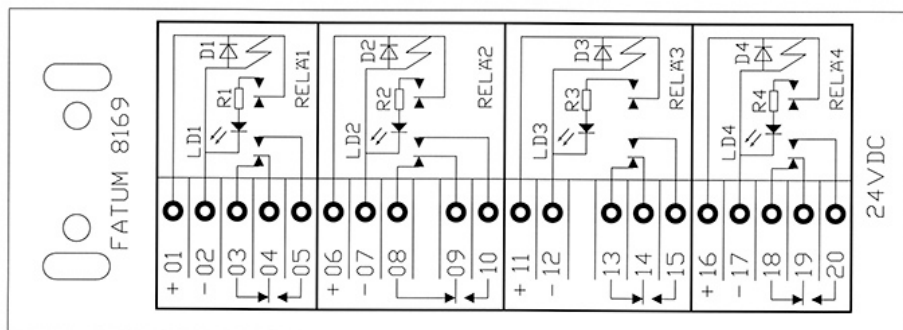 FATUM 8169
D1
R1
LD1
RELÄ1
+ 01
- 02
03
04
05
D2
R2
LD2
RELÄ2
+ 06
- 07
08
09
10
D3
R3
LD3
RELÄ3
+ 11
- 12
13
14
15
D4
R4
LD4
RELÄ4
+ 16
- 17
18
19
20
24VDC